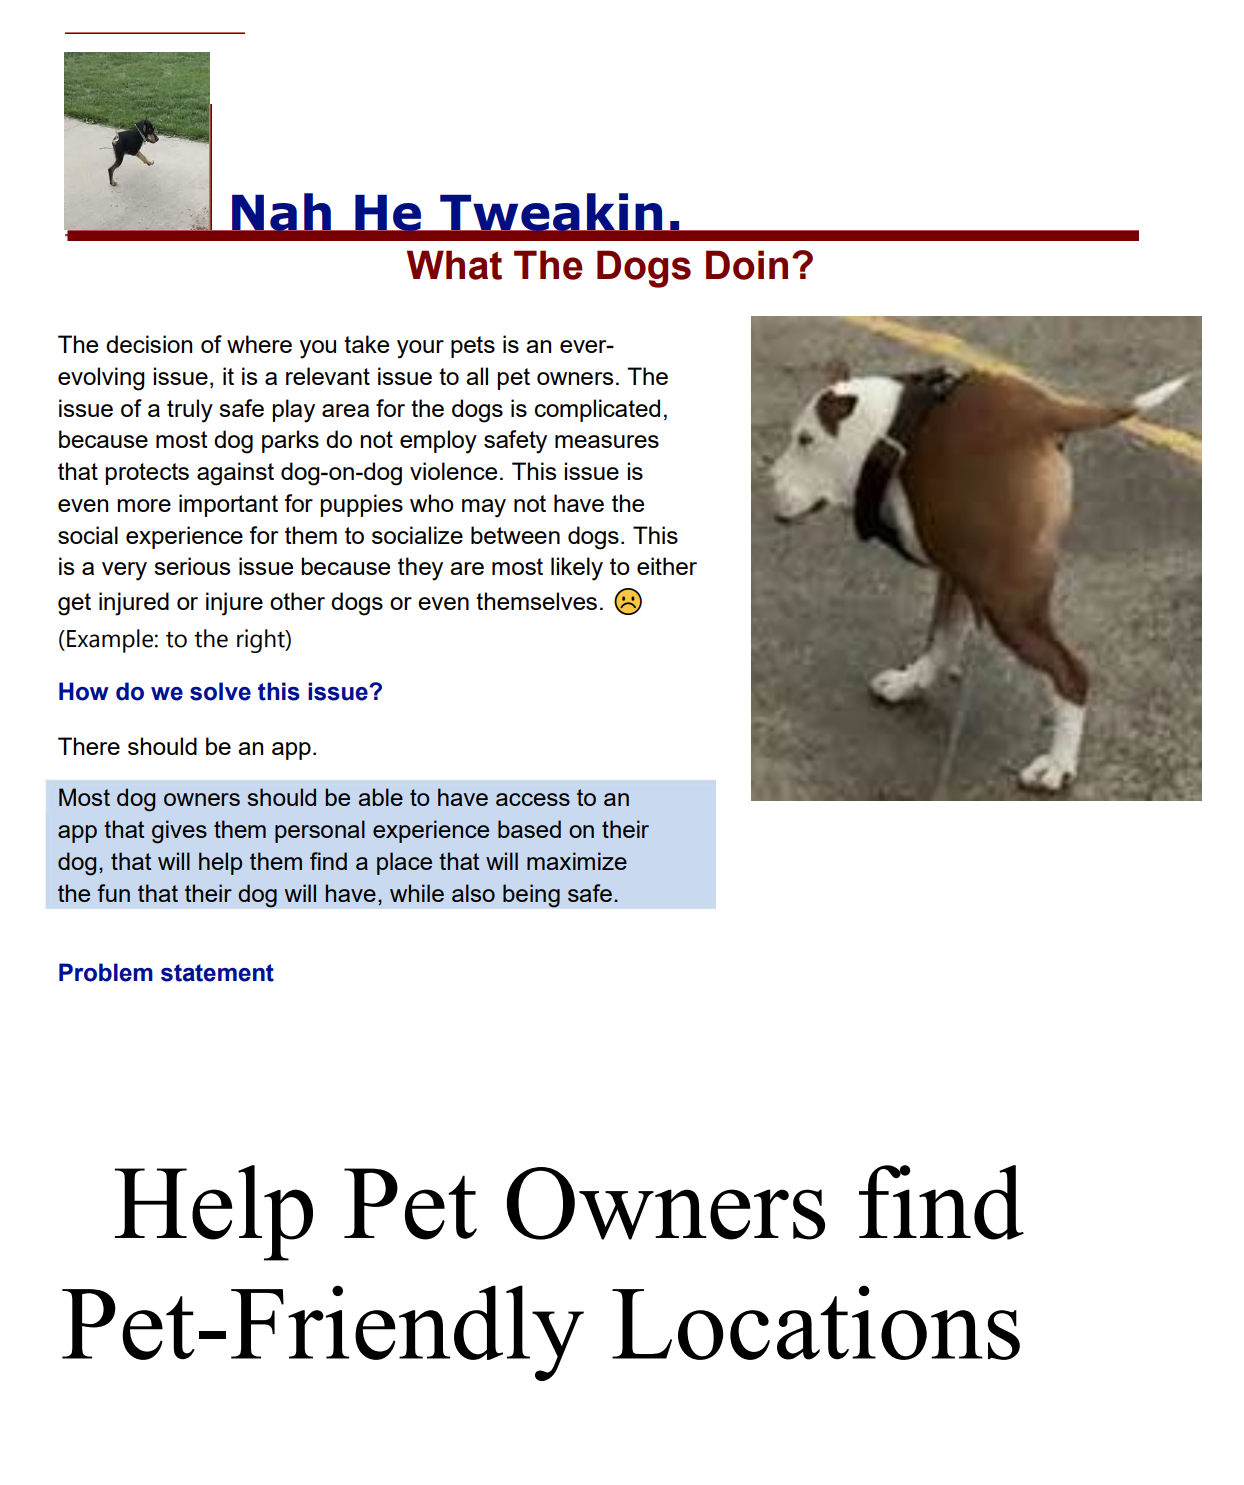 Nah He Tweakin.
What The Dogs Doin?
The decision of where you take your pets is an ever-
evolving issue, it is a relevant issue to all pet owners. The
issue of a truly safe play area for the dogs is complicated,
because most dog parks do not employ safety measures
that protects against dog-on-dog violence. This issue is
even more important for puppies who may not have the
social experience for them to socialize between dogs. This
is a very serious issue because they are most likely to either
get injured or injure other dogs or even themselves. ☹️
(Example: to the right)
How do we solve this issue?
There should be an app.
Most dog owners should be able to have access to an
app that gives them personal experience based on their
dog, that will help them find a place that will maximize
the fun that their dog will have, while also being safe.
Problem statement
Help Pet Owners find
Pet-Friendly Locations